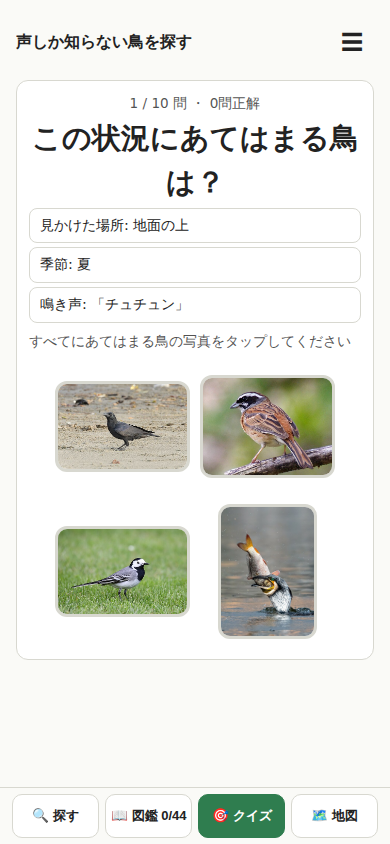 声しか知らない鳥を探す
1 / 10 問 ・ 0問正解
この状況にあてはまる鳥
は？
見かけた場所: 地面の上
季節: 夏
鳴き声: 「チュチュン」
すべてにあてはまる鳥の写真をタップしてください
🔍 探す
📖 図鑑 0/44
🎯 クイズ
🗺️ 地図